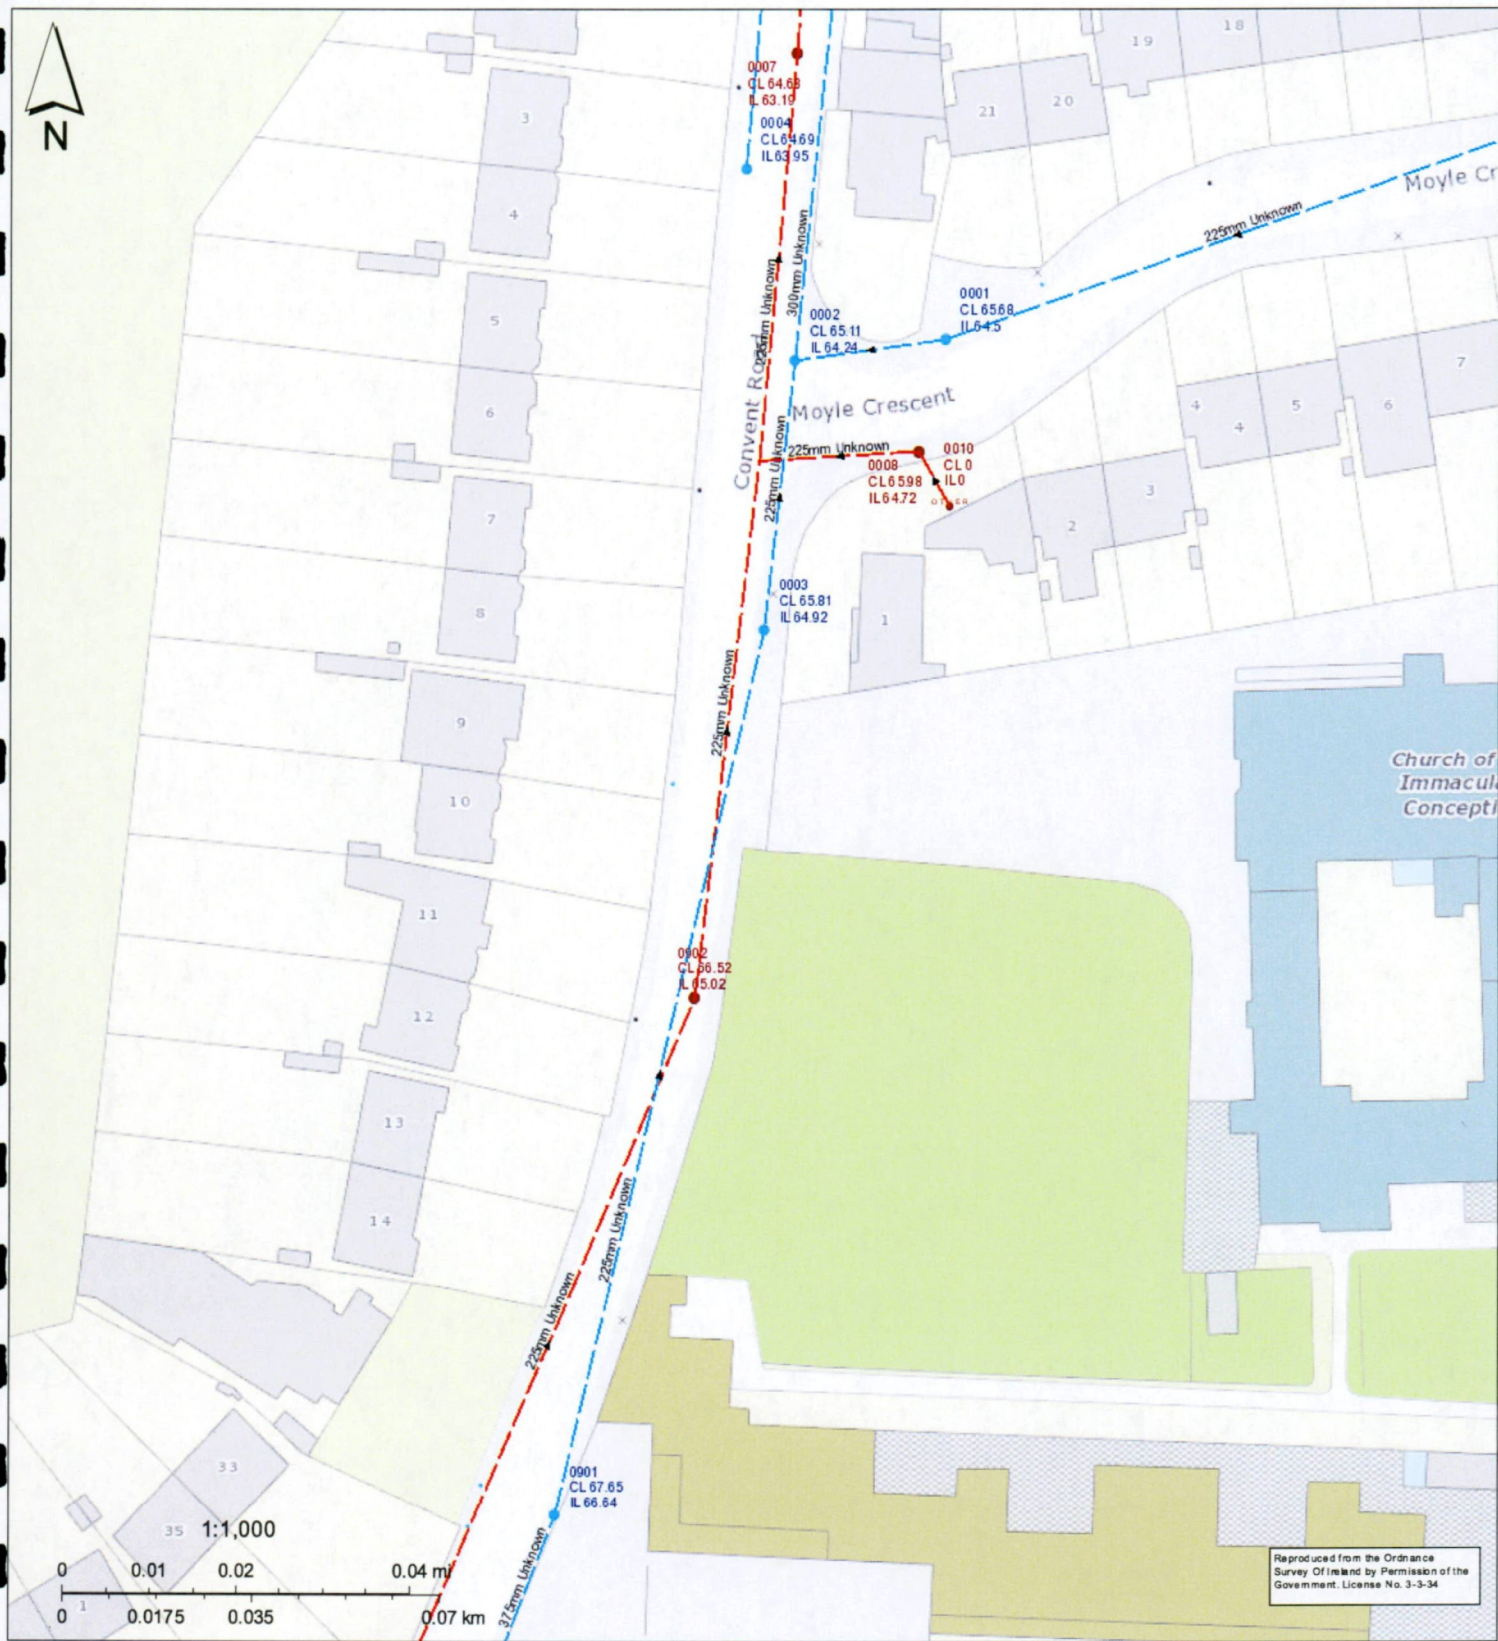 N
3
0007
CL 64.63
IL 63.19
0004
CL 64.69
IL 63.95
19
18
21
20
Moyle Cr
225mm Unknown
4
300mm Unknown
225mm Unknown
0002
CL 65.11
IL 64.24
0001
CL 65.68
IL 64.5
5
6
Convent Road
Moyle Crescent
225mm Unknown
225mm Unknown
0008
CL 65.98
IL 64.72
0010
CL 0
IL 0
OTHER
4
4
5
6
7
7
3
2
8
0003
CL 65.81
IL 64.92
1
9
225mm Unknown
10
Church of
Immacula
Concepti
11
0902
CL 66.52
IL 65.02
12
13
14
225mm Unknown
225mm Unknown
33
35
1
0901
CL 67.65
IL 66.64
375mm Unknown
1:1,000
0 0.01 0.02 0.04 mi
0 0.0175 0.035 0.07 km
Reproduced from the Ordnance
Survey Of Ireland by Permission of the
Government. License No. 3-3-34